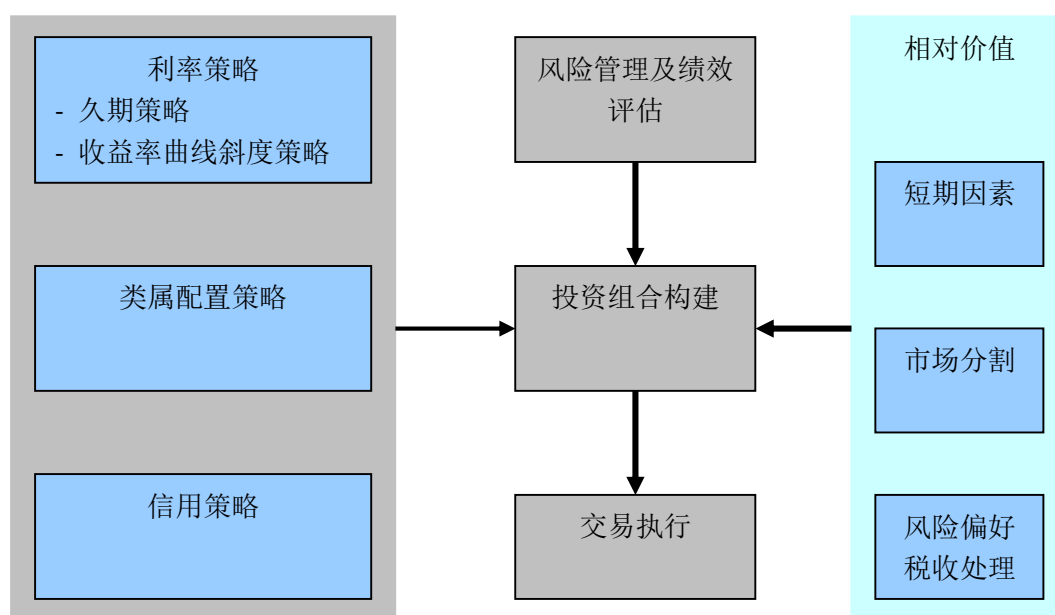 利率策略
- 久期策略
- 收益率曲线斜度策略
类属配置策略
信用策略
风险管理及绩效
评估
投资组合构建
交易执行
相对价值
短期因素
市场分割
风险偏好
税收处理